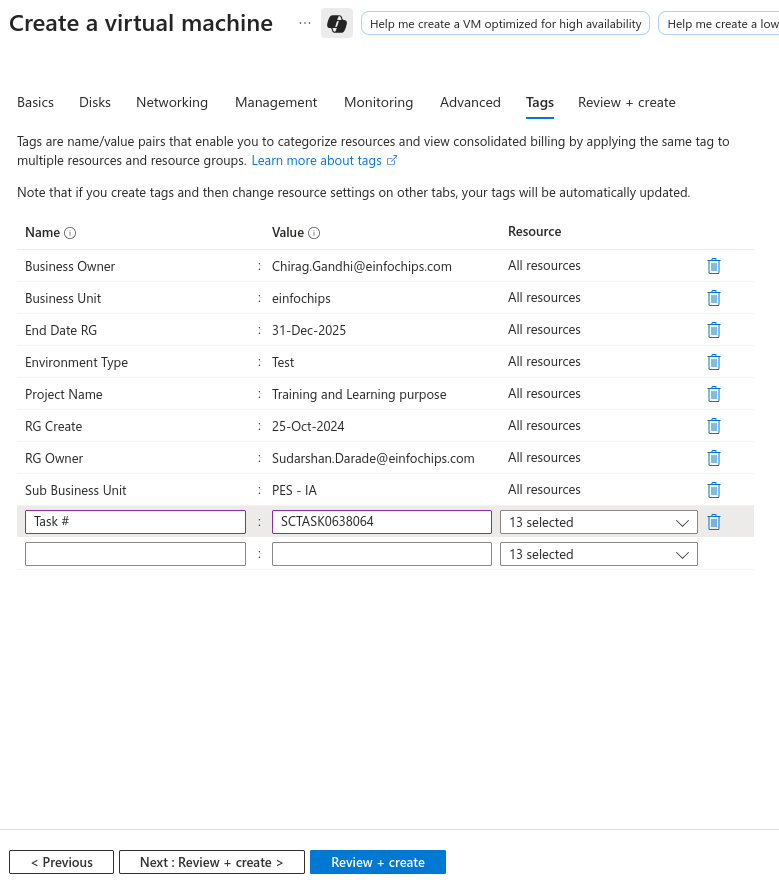 Create a virtual machine ... Help me create a VM optimized for high availability Help me create a low
Basics Disks Networking Management Monitoring Advanced Tags Review + create
Tags are name/value pairs that enable you to categorize resources and view consolidated billing by applying the same tag to
multiple resources and resource groups. Learn more about tags
Note that if you create tags and then change resource settings on other tabs, your tags will be automatically updated.
Name Value Resource
Business Owner : Chirag.Gandhi@einfochips.com All resources
Business Unit : einfochips All resources
End Date RG : 31-Dec-2025 All resources
Environment Type : Test All resources
Project Name : Training and Learning purpose All resources
RG Create : 25-Oct-2024 All resources
RG Owner : Sudarshan.Darade@einfochips.com All resources
Sub Business Unit : PES - IA All resources
Task # : SCTASK0638064 13 selected
: 13 selected
< Previous Next : Review + create > Review + create